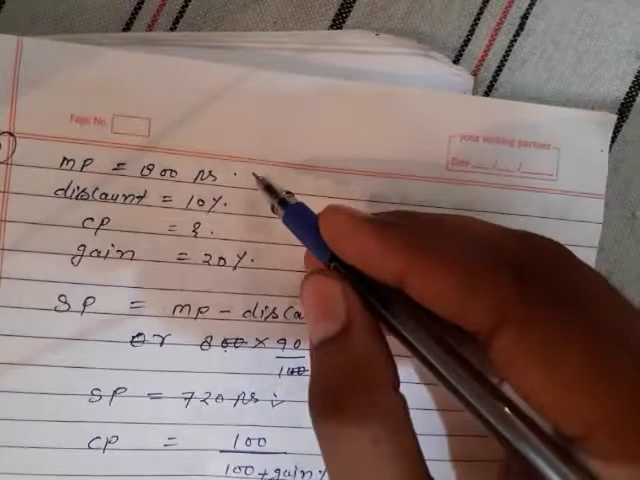 Page No.
your writing partner
Date
MP = 800 Rs.
discount = 10%.
CP = ?.
gain = 20%.
SP = MP - disca
or 800 × 90
100
SP = 720 Rs
CP = 100
100 + gain%